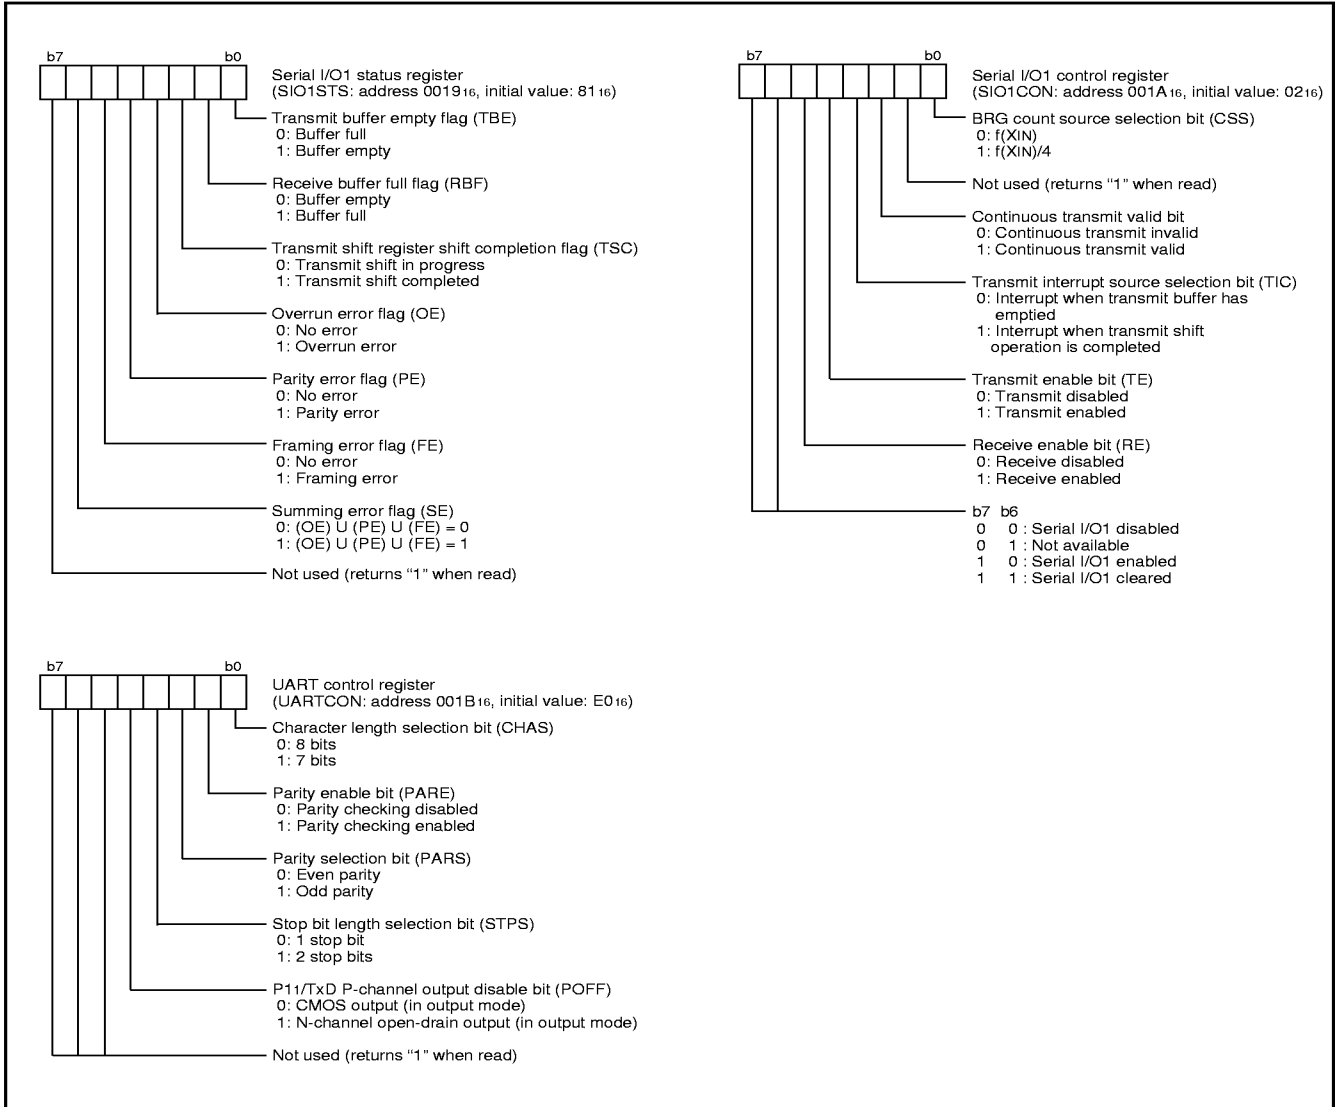 b7 b0
Serial I/O1 status register
(SIO1STS: address 0019₁₆, initial value: 81₁₆)
Transmit buffer empty flag (TBE)
0: Buffer full
1: Buffer empty
Receive buffer full flag (RBF)
0: Buffer empty
1: Buffer full
Transmit shift register shift completion flag (TSC)
0: Transmit shift in progress
1: Transmit shift completed
Overrun error flag (OE)
0: No error
1: Overrun error
Parity error flag (PE)
0: No error
1: Parity error
Framing error flag (FE)
0: No error
1: Framing error
Summing error flag (SE)
0: (OE) U (PE) U (FE) = 0
1: (OE) U (PE) U (FE) = 1
Not used (returns “1” when read)
b7 b0
Serial I/O1 control register
(SIO1CON: address 001A₁₆, initial value: 02₁₆)
BRG count source selection bit (CSS)
0: f(XIN)
1: f(XIN)/4
Not used (returns “1” when read)
Continuous transmit valid bit
0: Continuous transmit invalid
1: Continuous transmit valid
Transmit interrupt source selection bit (TIC)
0: Interrupt when transmit buffer has
emptied
1: Interrupt when transmit shift
operation is completed
Transmit enable bit (TE)
0: Transmit disabled
1: Transmit enabled
Receive enable bit (RE)
0: Receive disabled
1: Receive enabled
b7 b6
0 0 : Serial I/O1 disabled
0 1 : Not available
1 0 : Serial I/O1 enabled
1 1 : Serial I/O1 cleared
b7 b0
UART control register
(UARTCON: address 001B₁₆, initial value: E0₁₆)
Character length selection bit (CHAS)
0: 8 bits
1: 7 bits
Parity enable bit (PARE)
0: Parity checking disabled
1: Parity checking enabled
Parity selection bit (PARS)
0: Even parity
1: Odd parity
Stop bit length selection bit (STPS)
0: 1 stop bit
1: 2 stop bits
P11/TxD P-channel output disable bit (POFF)
0: CMOS output (in output mode)
1: N-channel open-drain output (in output mode)
Not used (returns “1” when read)